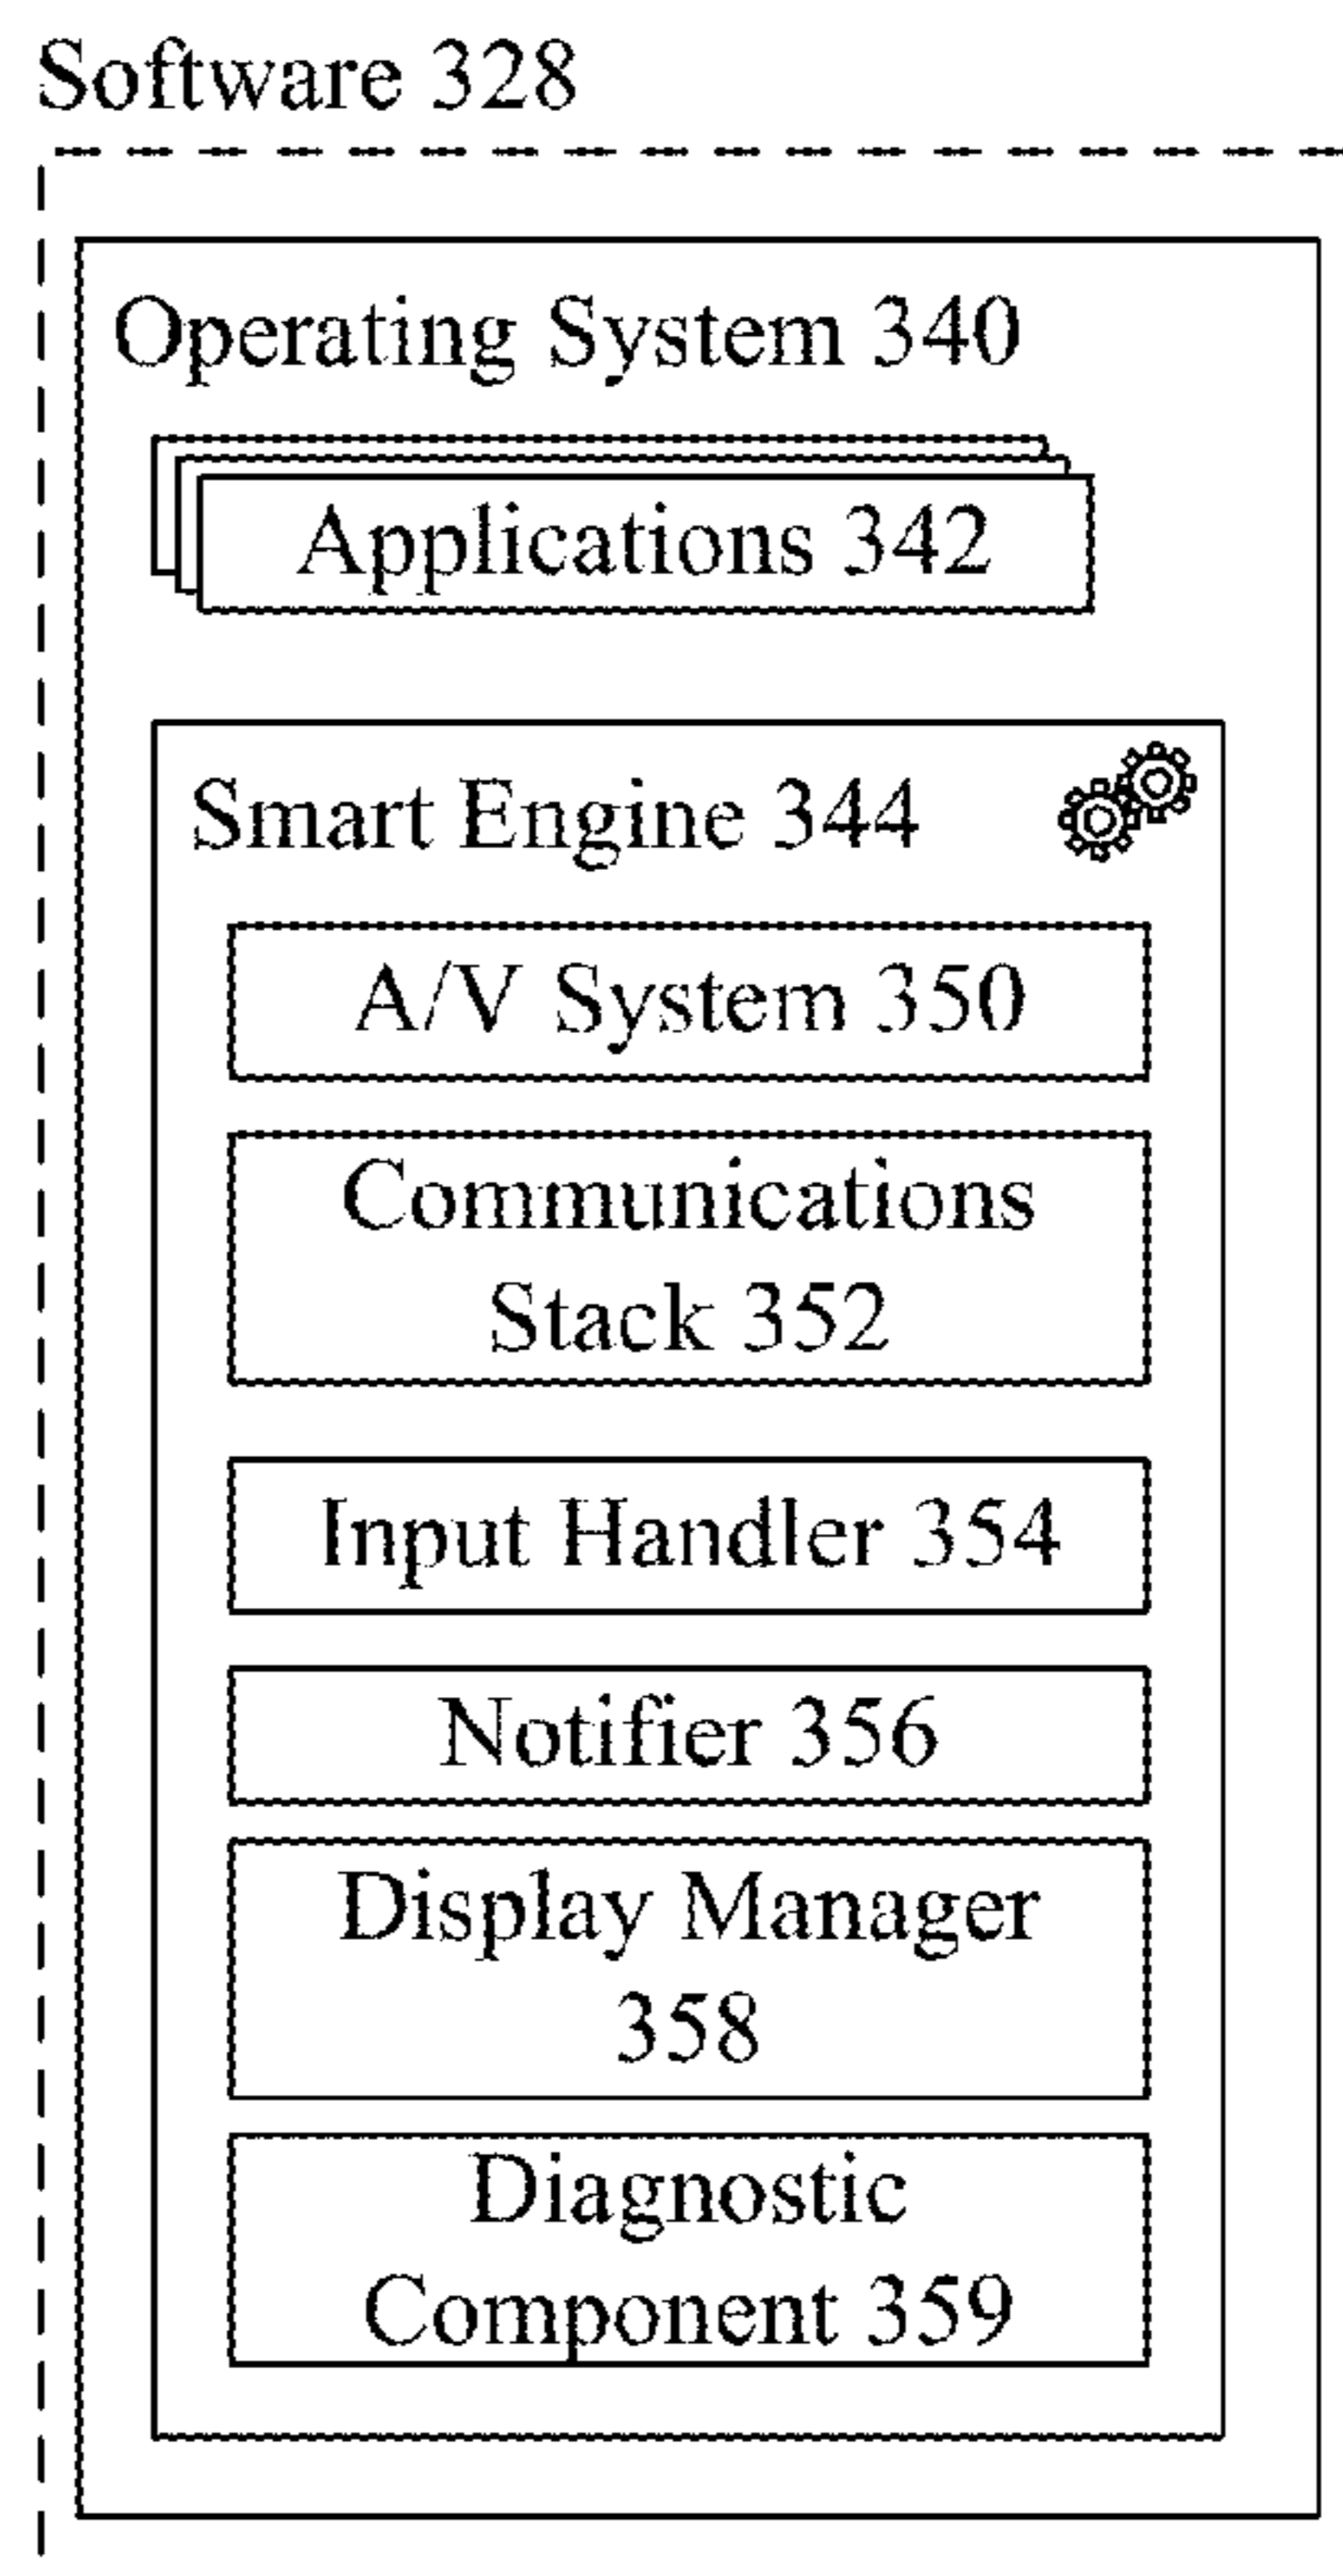 Software 328
Operating System 340
Applications 342
Smart Engine 344
A/V System 350
Communications
Stack 352
Input Handler 354
Notifier 356
Display Manager
358
Diagnostic
Component 359